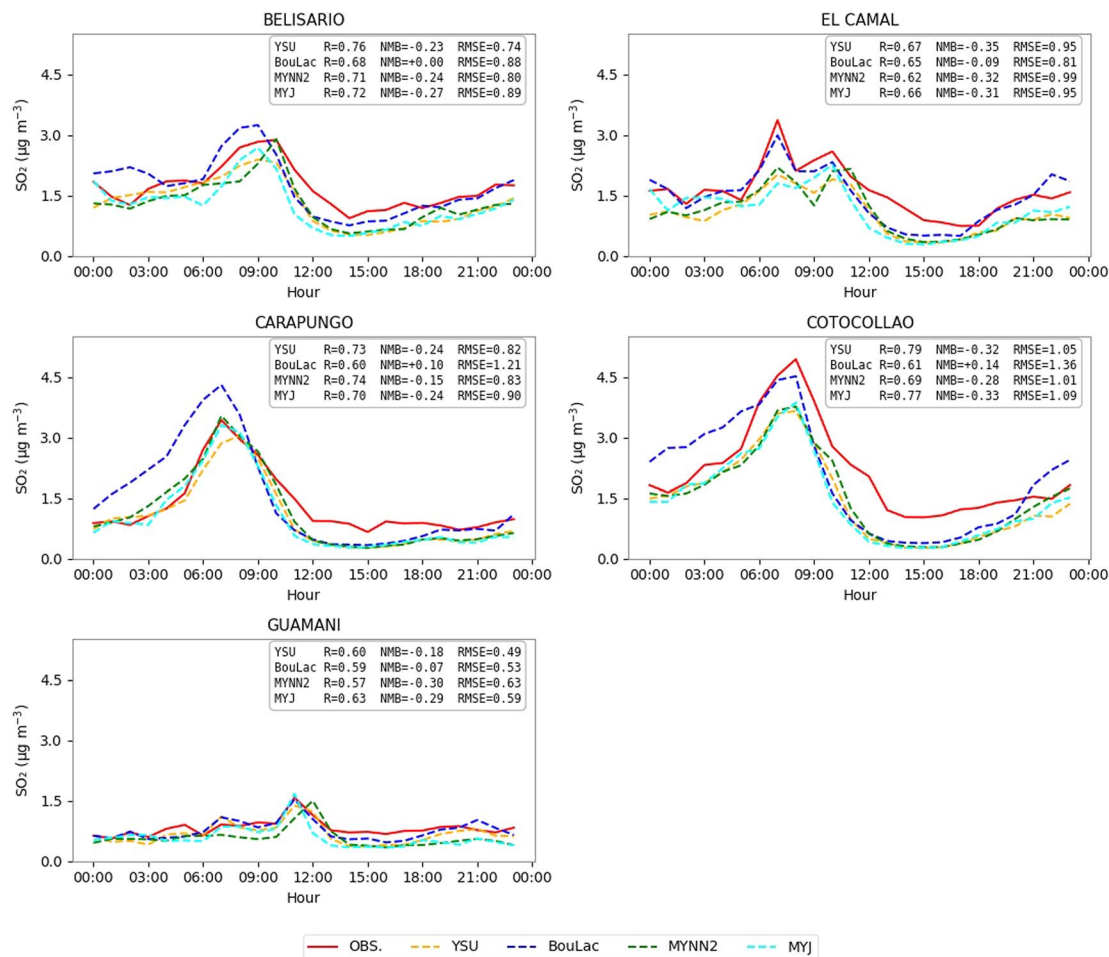 BELISARIO
SO₂ (µg m⁻³)
4.5
3.0
1.5
0.0
YSU R=0.76 NMB=-0.23 RMSE=0.74
BouLac R=0.68 NMB=+0.00 RMSE=0.88
MYNN2 R=0.71 NMB=-0.24 RMSE=0.80
MYJ R=0.72 NMB=-0.27 RMSE=0.89
00:00 03:00 06:00 09:00 12:00 15:00 18:00 21:00 00:00
Hour
EL CAMAL
SO₂ (µg m⁻³)
4.5
3.0
1.5
0.0
YSU R=0.67 NMB=-0.35 RMSE=0.95
BouLac R=0.65 NMB=-0.09 RMSE=0.81
MYNN2 R=0.62 NMB=-0.32 RMSE=0.99
MYJ R=0.66 NMB=-0.31 RMSE=0.95
00:00 03:00 06:00 09:00 12:00 15:00 18:00 21:00 00:00
Hour
CARAPUNGO
SO₂ (µg m⁻³)
4.5
3.0
1.5
0.0
YSU R=0.73 NMB=-0.24 RMSE=0.82
BouLac R=0.60 NMB=+0.10 RMSE=1.21
MYNN2 R=0.74 NMB=-0.15 RMSE=0.83
MYJ R=0.70 NMB=-0.24 RMSE=0.90
00:00 03:00 06:00 09:00 12:00 15:00 18:00 21:00 00:00
Hour
COTOCOLLAO
SO₂ (µg m⁻³)
4.5
3.0
1.5
0.0
YSU R=0.79 NMB=-0.32 RMSE=1.05
BouLac R=0.61 NMB=+0.14 RMSE=1.36
MYNN2 R=0.69 NMB=-0.28 RMSE=1.01
MYJ R=0.77 NMB=-0.33 RMSE=1.09
00:00 03:00 06:00 09:00 12:00 15:00 18:00 21:00 00:00
Hour
GUAMANI
SO₂ (µg m⁻³)
4.5
3.0
1.5
0.0
YSU R=0.60 NMB=-0.18 RMSE=0.49
BouLac R=0.59 NMB=-0.07 RMSE=0.53
MYNN2 R=0.57 NMB=-0.30 RMSE=0.63
MYJ R=0.63 NMB=-0.29 RMSE=0.59
00:00 03:00 06:00 09:00 12:00 15:00 18:00 21:00 00:00
Hour
OBS. YSU BouLac MYNN2 MYJ